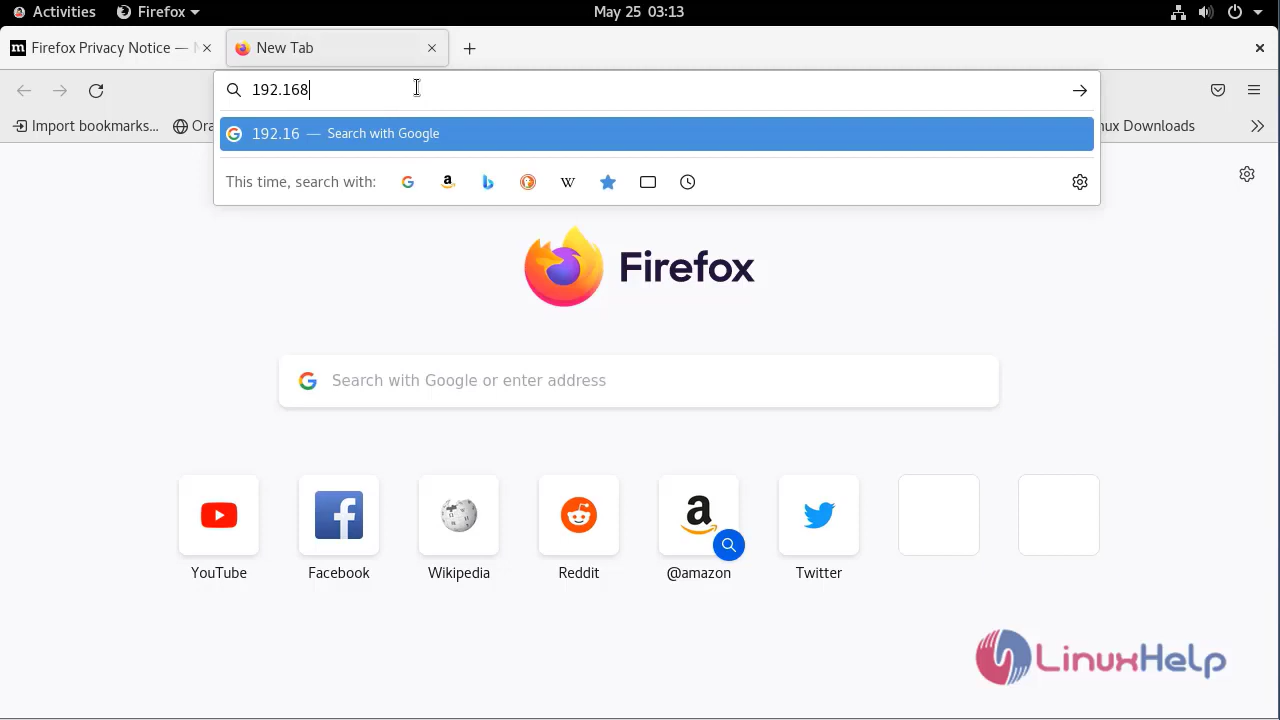 Activities Firefox May 25 03:13
Firefox Privacy Notice — New Tab
192.168
Import bookmarks... Ora nux Downloads
192.16 — Search with Google
This time, search with:
Firefox
Search with Google or enter address
YouTube Facebook Wikipedia Reddit @amazon Twitter
LinuxHelp